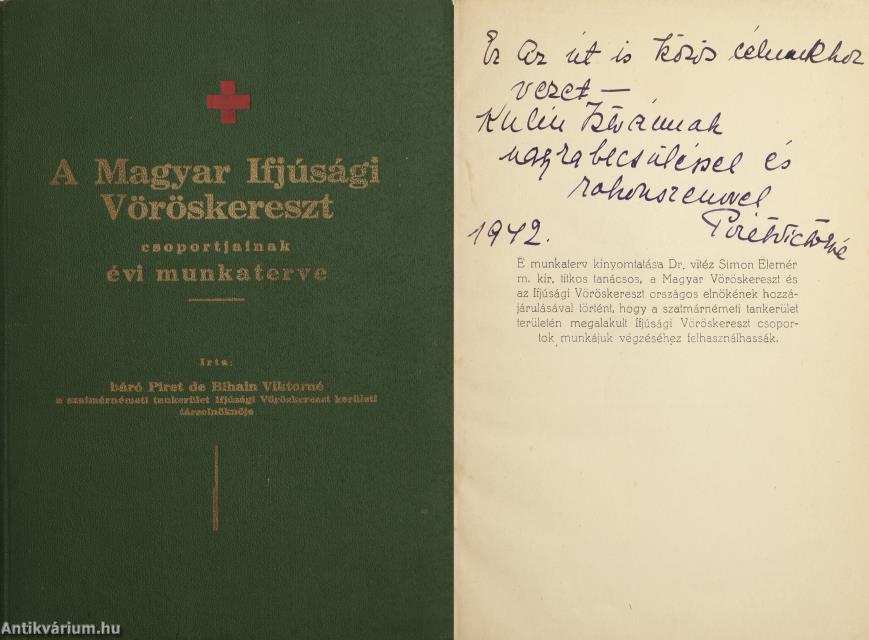 A Magyar Ifjúsági
Vöröskereszt
csoportjainak
évi munkaterve
Irta:
báró Piret de Bihain Viktorné
a szatmárnémeti tankerület Ifjúsági Vöröskereszt kerületi
társelnöknője
Ez az út is közös célunkhoz
vezet —
Kulin Istvánnak
nagyrabecsüléssel és
rokonszenvvel
1942. Piret Victorné
E munkaterv kinyomtatása Dr. vitéz Simon Elemér
m. kir. titkos tanácsos, a Magyar Vöröskereszt és
az Ifjúsági Vöröskereszt országos elnökének hozzá-
járulásával történt, hogy a szatmárnémeti tankerület
területén megalakult Ifjúsági Vöröskereszt csopor-
tok munkájuk végzéséhez felhasználhassák.
Antikvárium.hu